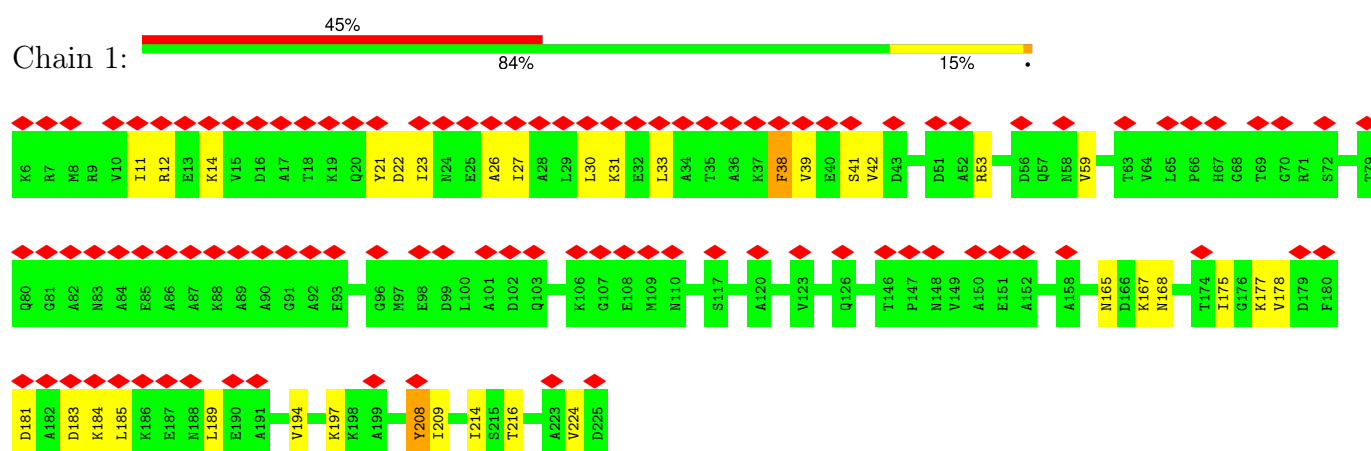 45%
Chain 1:
84% 15% •
K6 R7 M8 R9 V10 I11 R12 E13 K14 V15 D16 A17 T18 K19 Q20 Y21 D22 I23 N24 E25 A26 I27 A28 L29 L30 K31 E32 L33 A34 T35 A36 K37 F38 V39 E40 S41 V42 D43 D51 A52 R53 D56 Q57 N58 V59 T63 V64 L65 P66 H67 G68 T69 G70 R71 S72 T79
Q80 G81 A82 N83 A84 E85 A86 A87 K88 A89 A90 G91 A92 E93 G96 M97 E98 D99 L100 A101 D102 Q103 K106 G107 E108 M109 N110 S117 A120 V123 Q126 T146 P147 N148 V149 A150 E151 A152 A158 N165 D166 K167 N168 T174 I175 G176 K177 V178 D179 F180
D181 A182 D183 K184 L185 K186 E187 N188 L189 E190 A191 V194 K197 K198 A199 Y208 I209 I214 S215 T216 A223 V224 D225